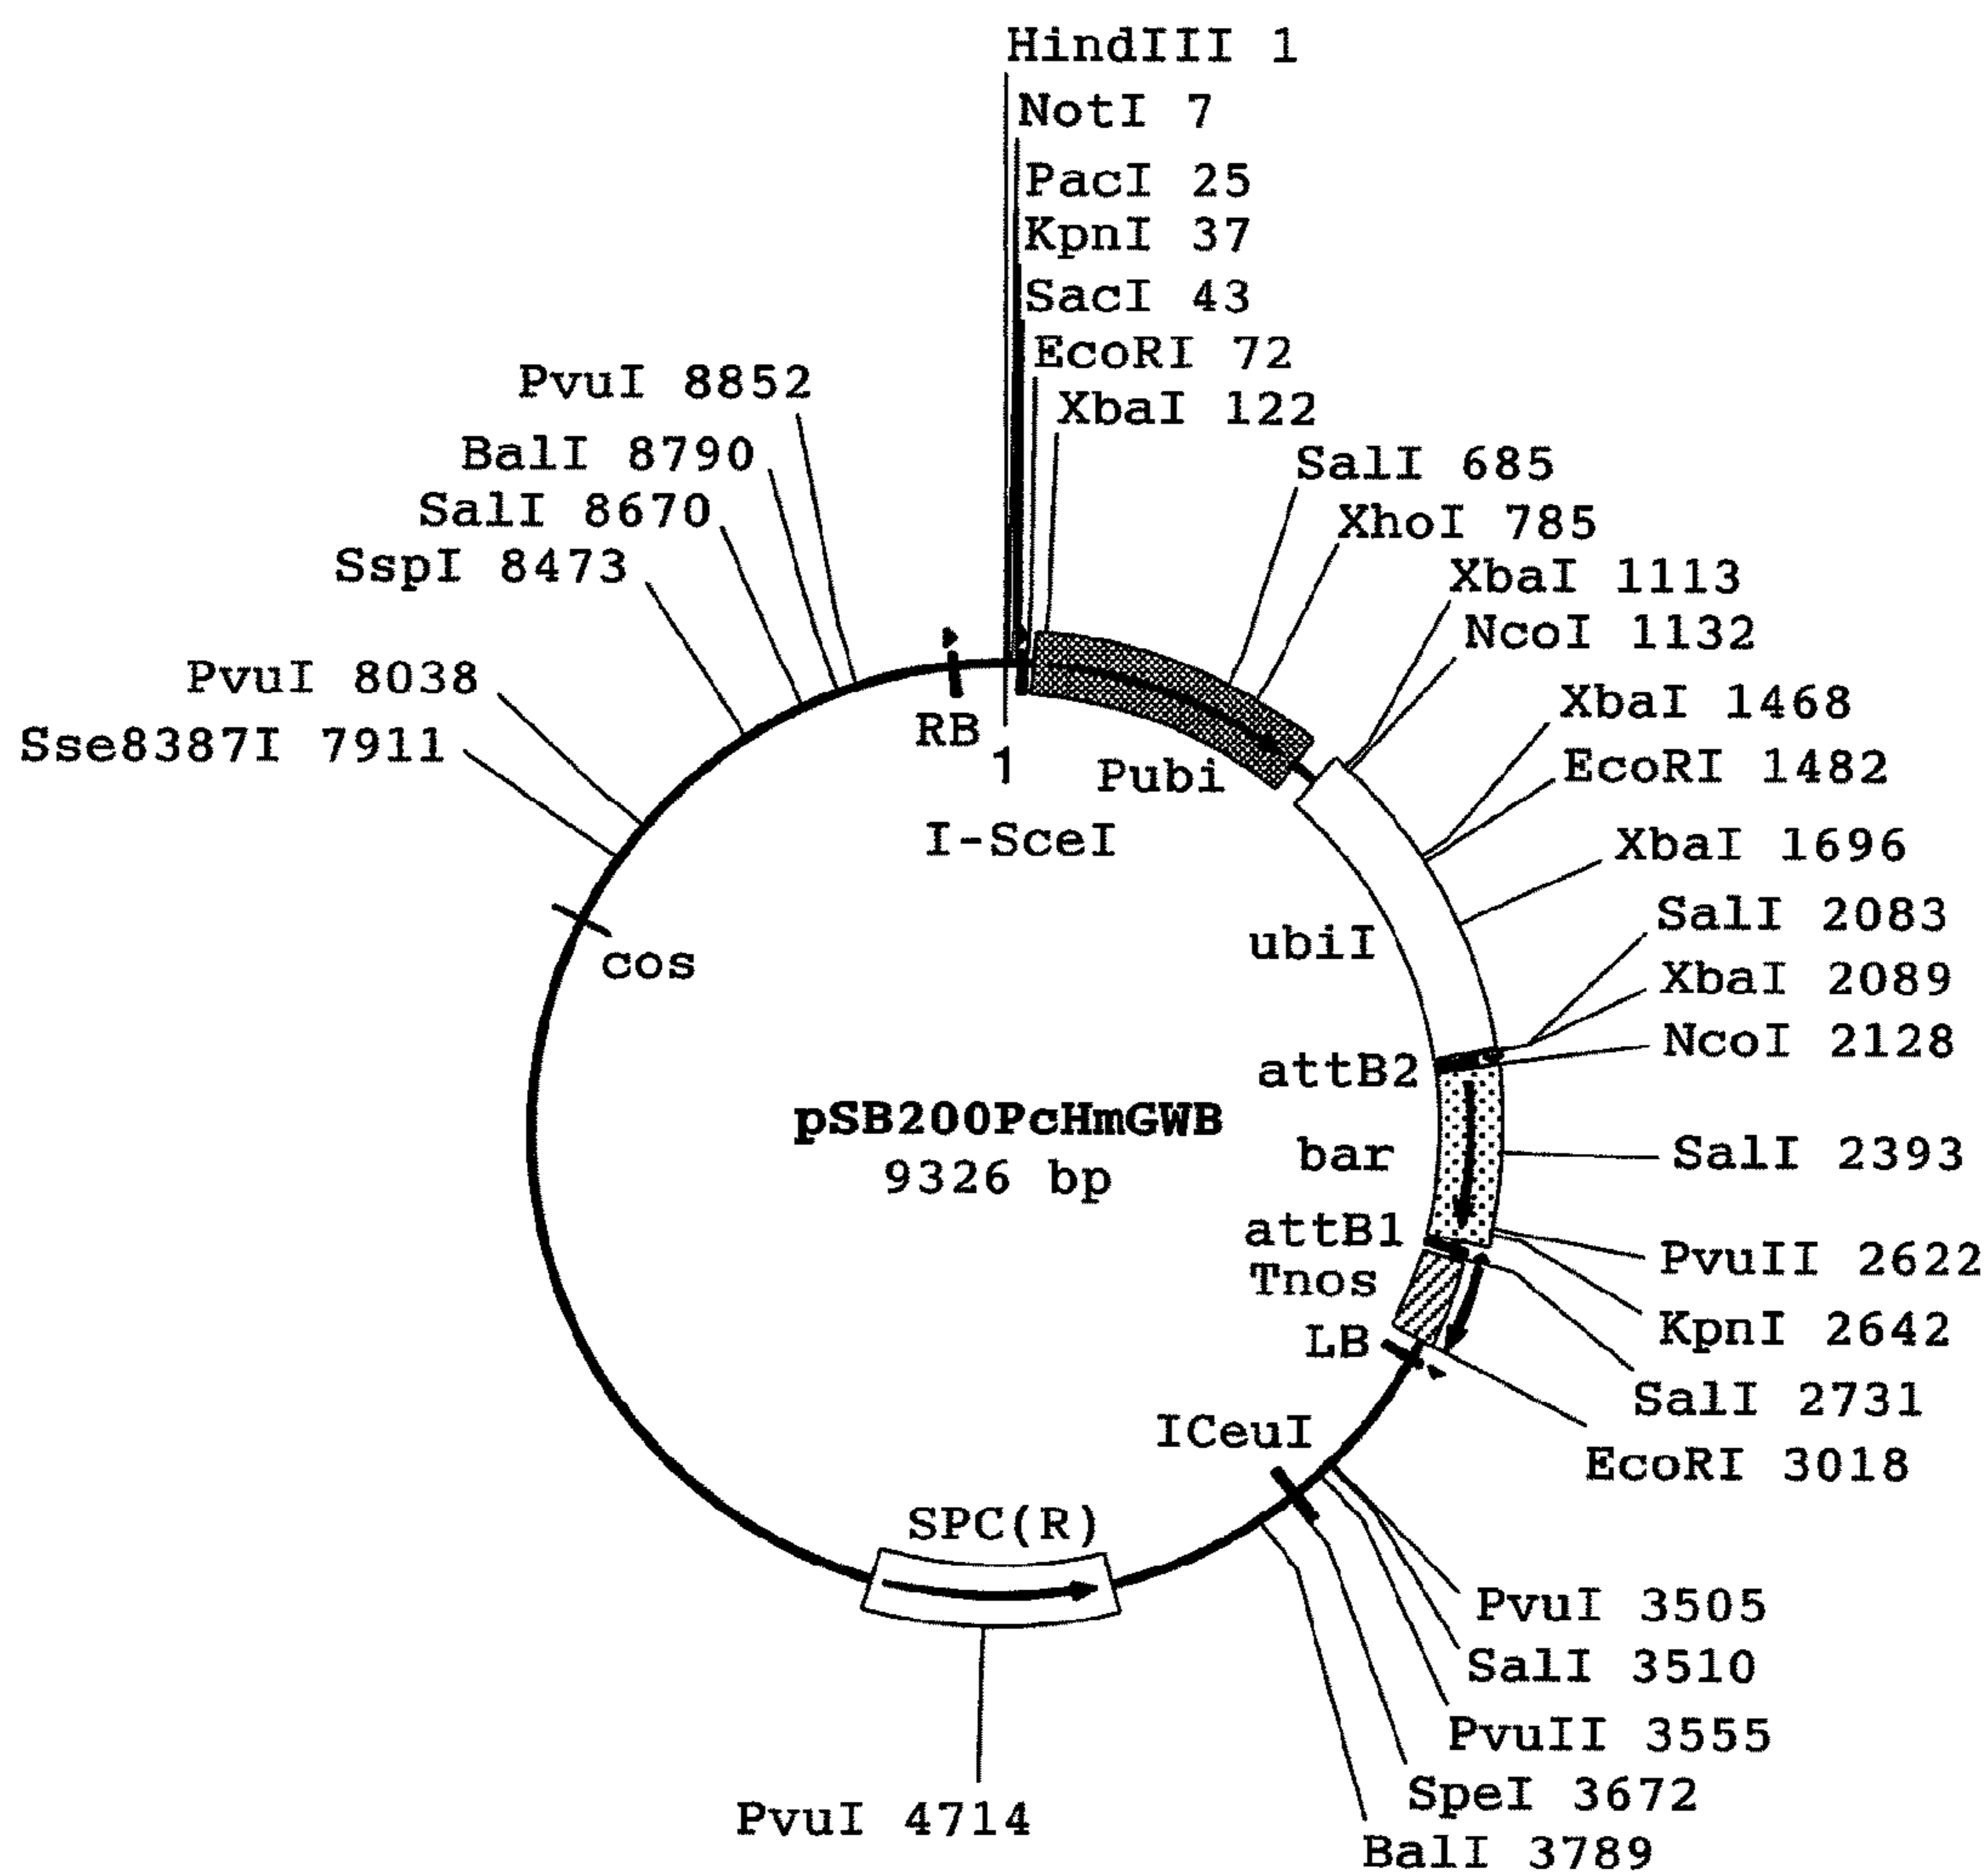 HindIII 1
NotI 7
PacI 25
KpnI 37
SacI 43
EcoRI 72
XbaI 122
SalI 685
XhoI 785
XbaI 1113
NcoI 1132
XbaI 1468
EcoRI 1482
XbaI 1696
SalI 2083
XbaI 2089
NcoI 2128
SalI 2393
PvuII 2622
KpnI 2642
SalI 2731
EcoRI 3018
PvuI 3505
SalI 3510
PvuII 3555
SpeI 3672
BalI 3789
PvuI 4714
Sse8387I 7911
PvuI 8038
SspI 8473
SalI 8670
BalI 8790
PvuI 8852
RB
1
I-SceI
Pubi
ubiI
attB2
bar
attB1
Tnos
LB
ICeuI
SPC(R)
cos
pSB200PcHmGWB
9326 bp